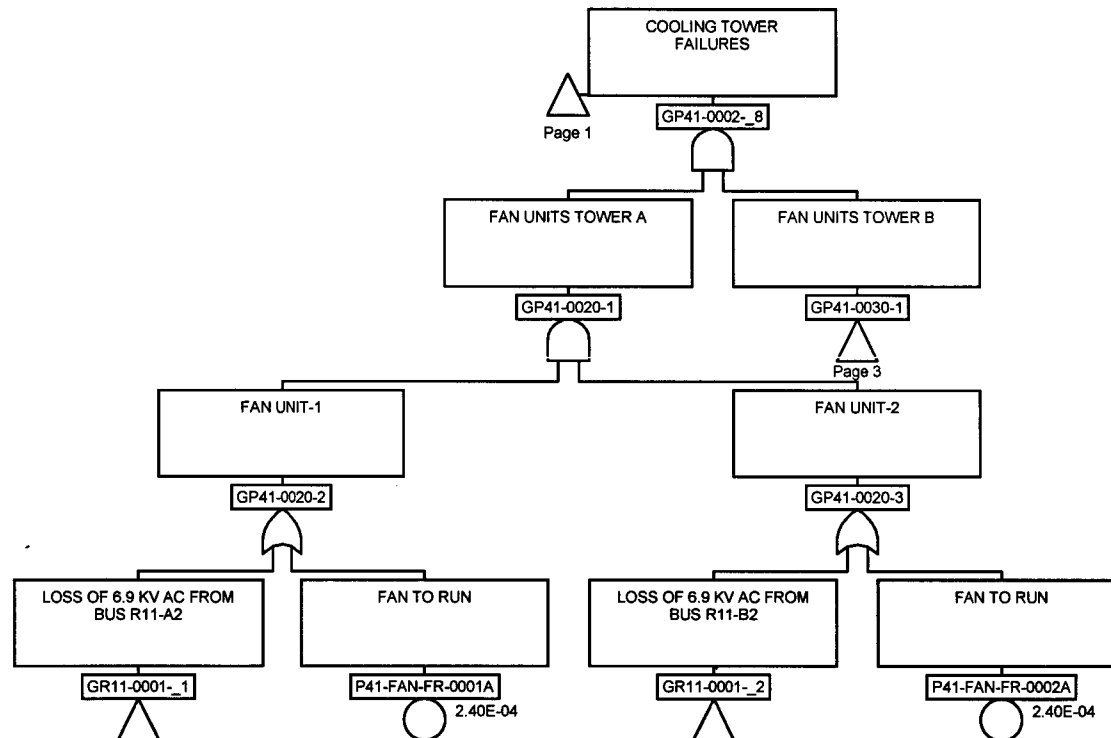 COOLING TOWER
FAILURES
Page 1
GP41-0002-_8
FAN UNITS TOWER A
FAN UNITS TOWER B
GP41-0020-1
GP41-0030-1
Page 3
FAN UNIT-1
FAN UNIT-2
GP41-0020-2
GP41-0020-3
LOSS OF 6.9 KV AC FROM
BUS R11-A2
FAN TO RUN
LOSS OF 6.9 KV AC FROM
BUS R11-B2
FAN TO RUN
GR11-0001-_1
P41-FAN-FR-0001A
2.40E-04
GR11-0001-_2
P41-FAN-FR-0002A
2.40E-04